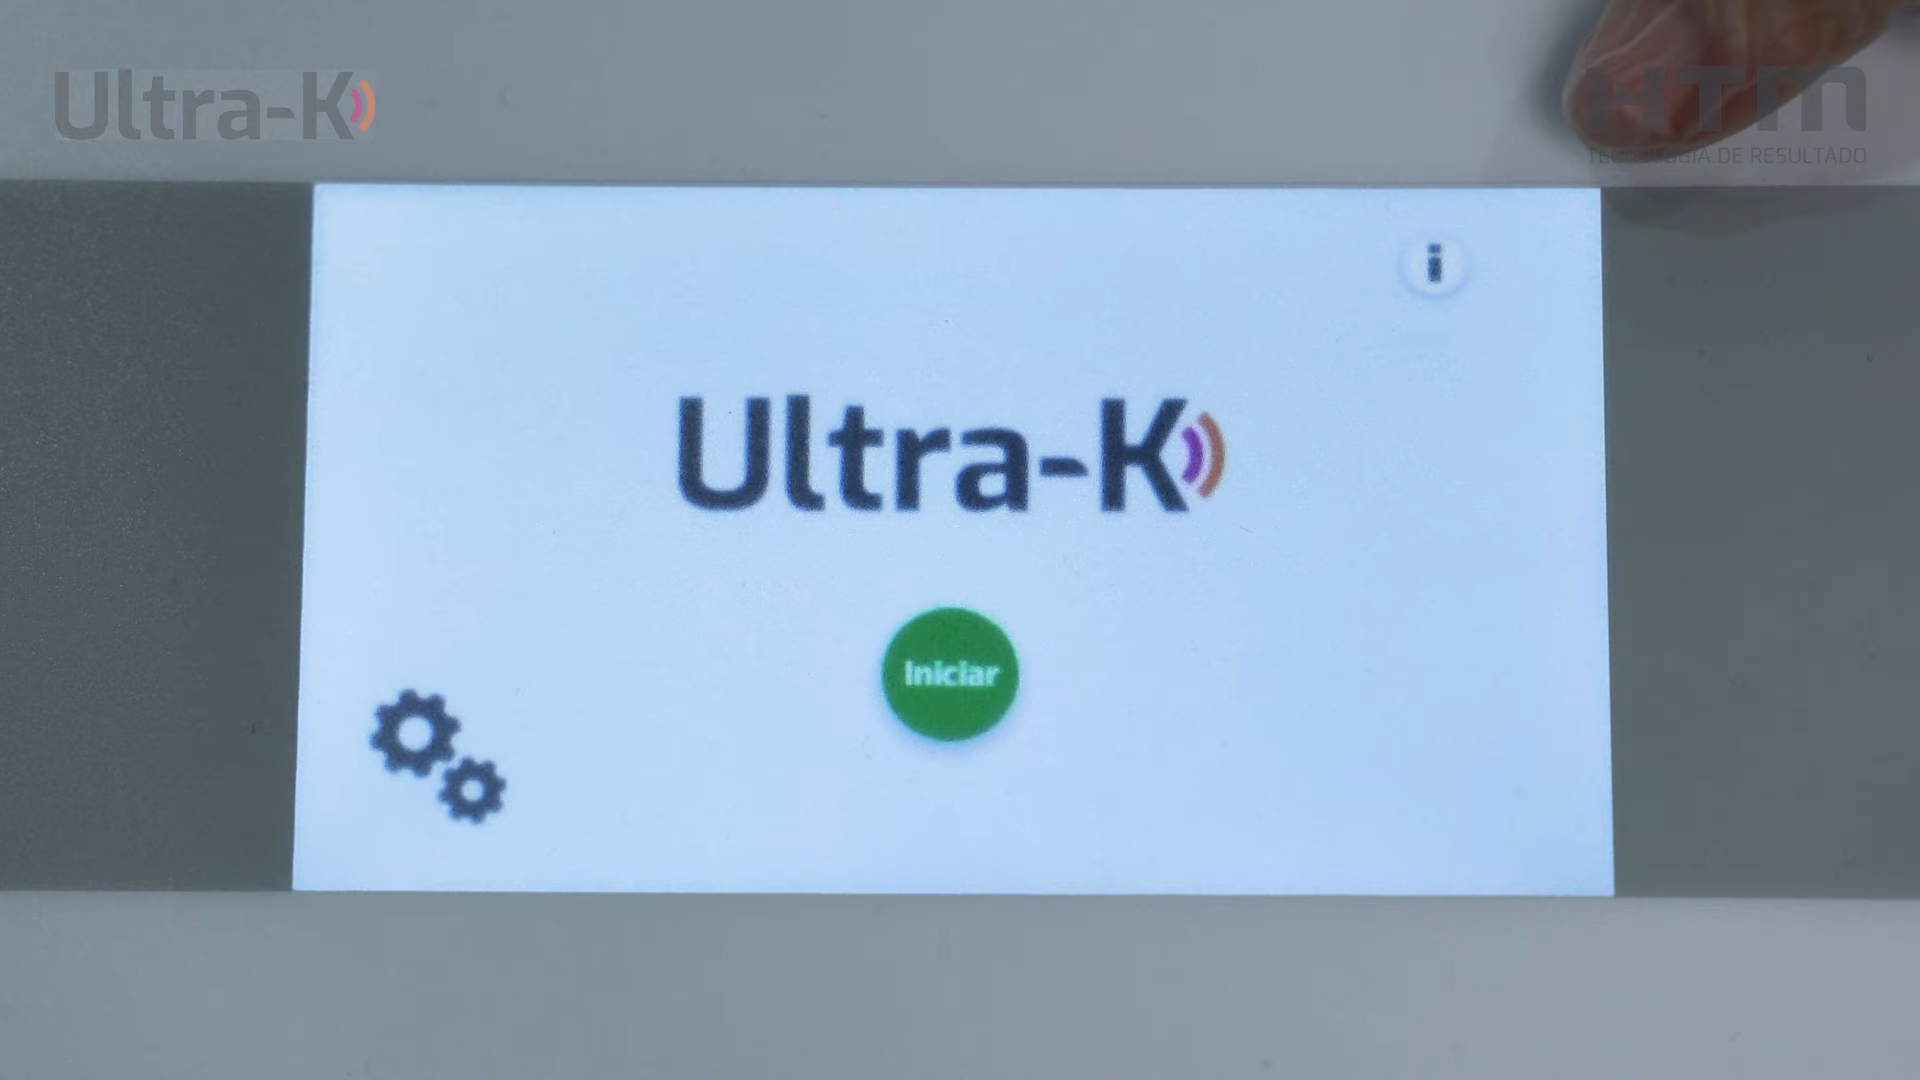 Ultra-K
HTM
TECNOLOGIA DE RESULTADO
i
Ultra-K
Iniciar